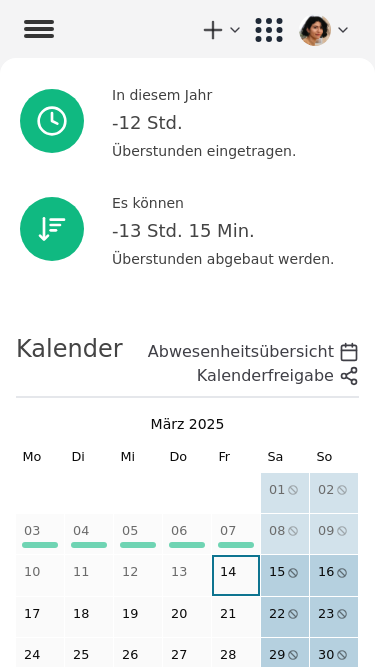 In diesem Jahr
-12 Std.
Überstunden eingetragen.
Es können
-13 Std. 15 Min.
Überstunden abgebaut werden.
Kalender
Abwesenheitsübersicht
Kalenderfreigabe
März 2025
Mo Di Mi Do Fr Sa So
01 02
03 04 05 06 07 08 09
10 11 12 13 14 15 16
17 18 19 20 21 22 23
24 25 26 27 28 29 30